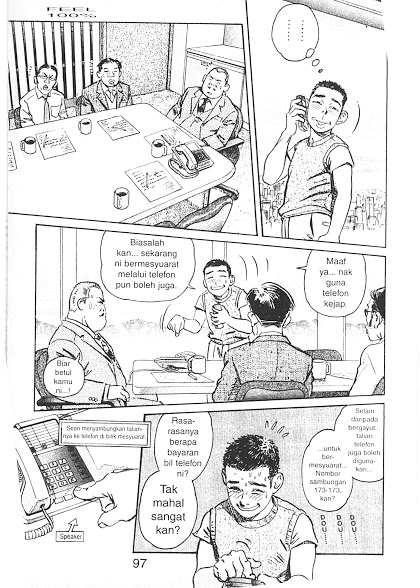 FEEL
100%
......
......
Maaf
ya... nak
guna
telefon
kejap.
Biasalah
kan... sekarang
ni bermesyuarat
melalui telefon
pun boleh juga.
Biar
betul
kamu
ni..!
Selain
daripada
bergayut...
talian
telefon
juga boleh
diguna-
kan...
...untuk
ber-
mesyuarat...
Nombor
sambungan
173-173,
kan?
Rasa-
rasanya
berapa
bayaran
bil telefon
ni?
Tak
mahal
sangat
kan?
Sean menyambungkan talian-
nya ke telefon di bilik mesyuarat
Speaker
97